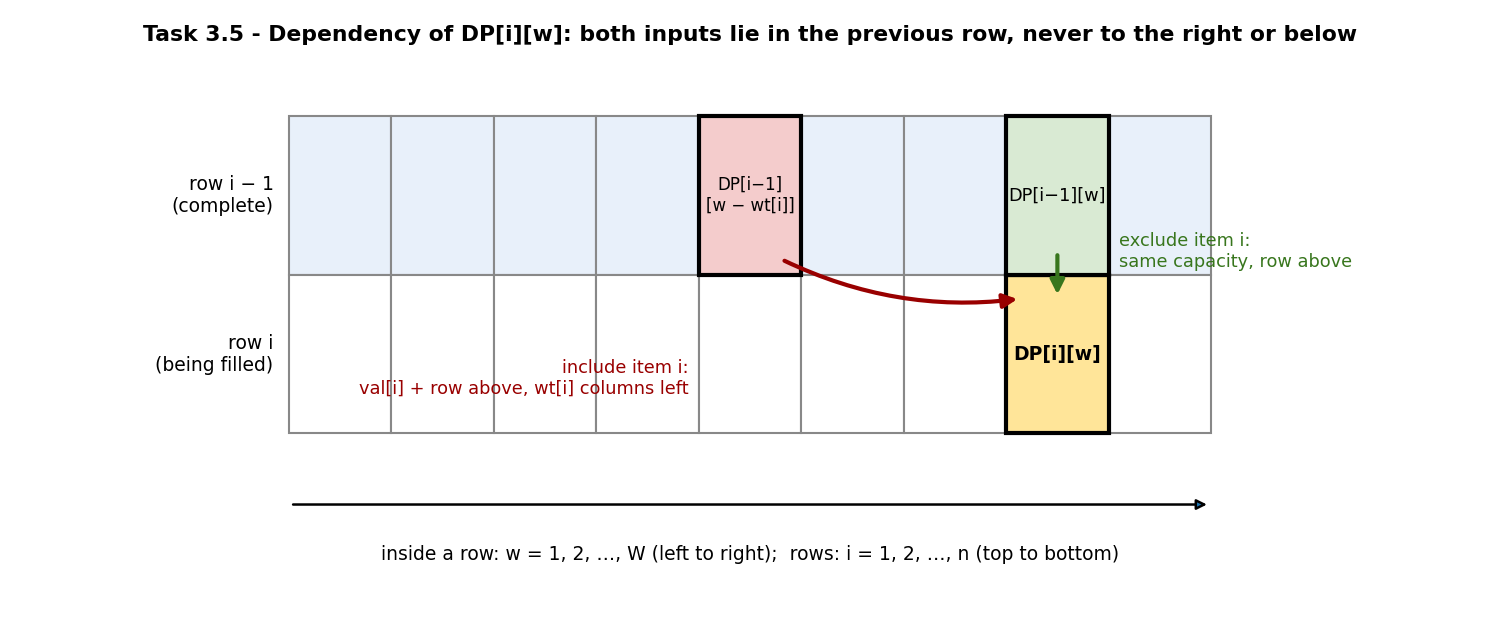 Task 3.5 - Dependency of DP[i][w]: both inputs lie in the previous row, never to the right or below
row i − 1
(complete)
DP[i−1]
[w − wt[i]]
DP[i−1][w]
exclude item i:
same capacity, row above
row i
(being filled)
include item i:
val[i] + row above, wt[i] columns left
DP[i][w]
inside a row: w = 1, 2, …, W (left to right);  rows: i = 1, 2, …, n (top to bottom)